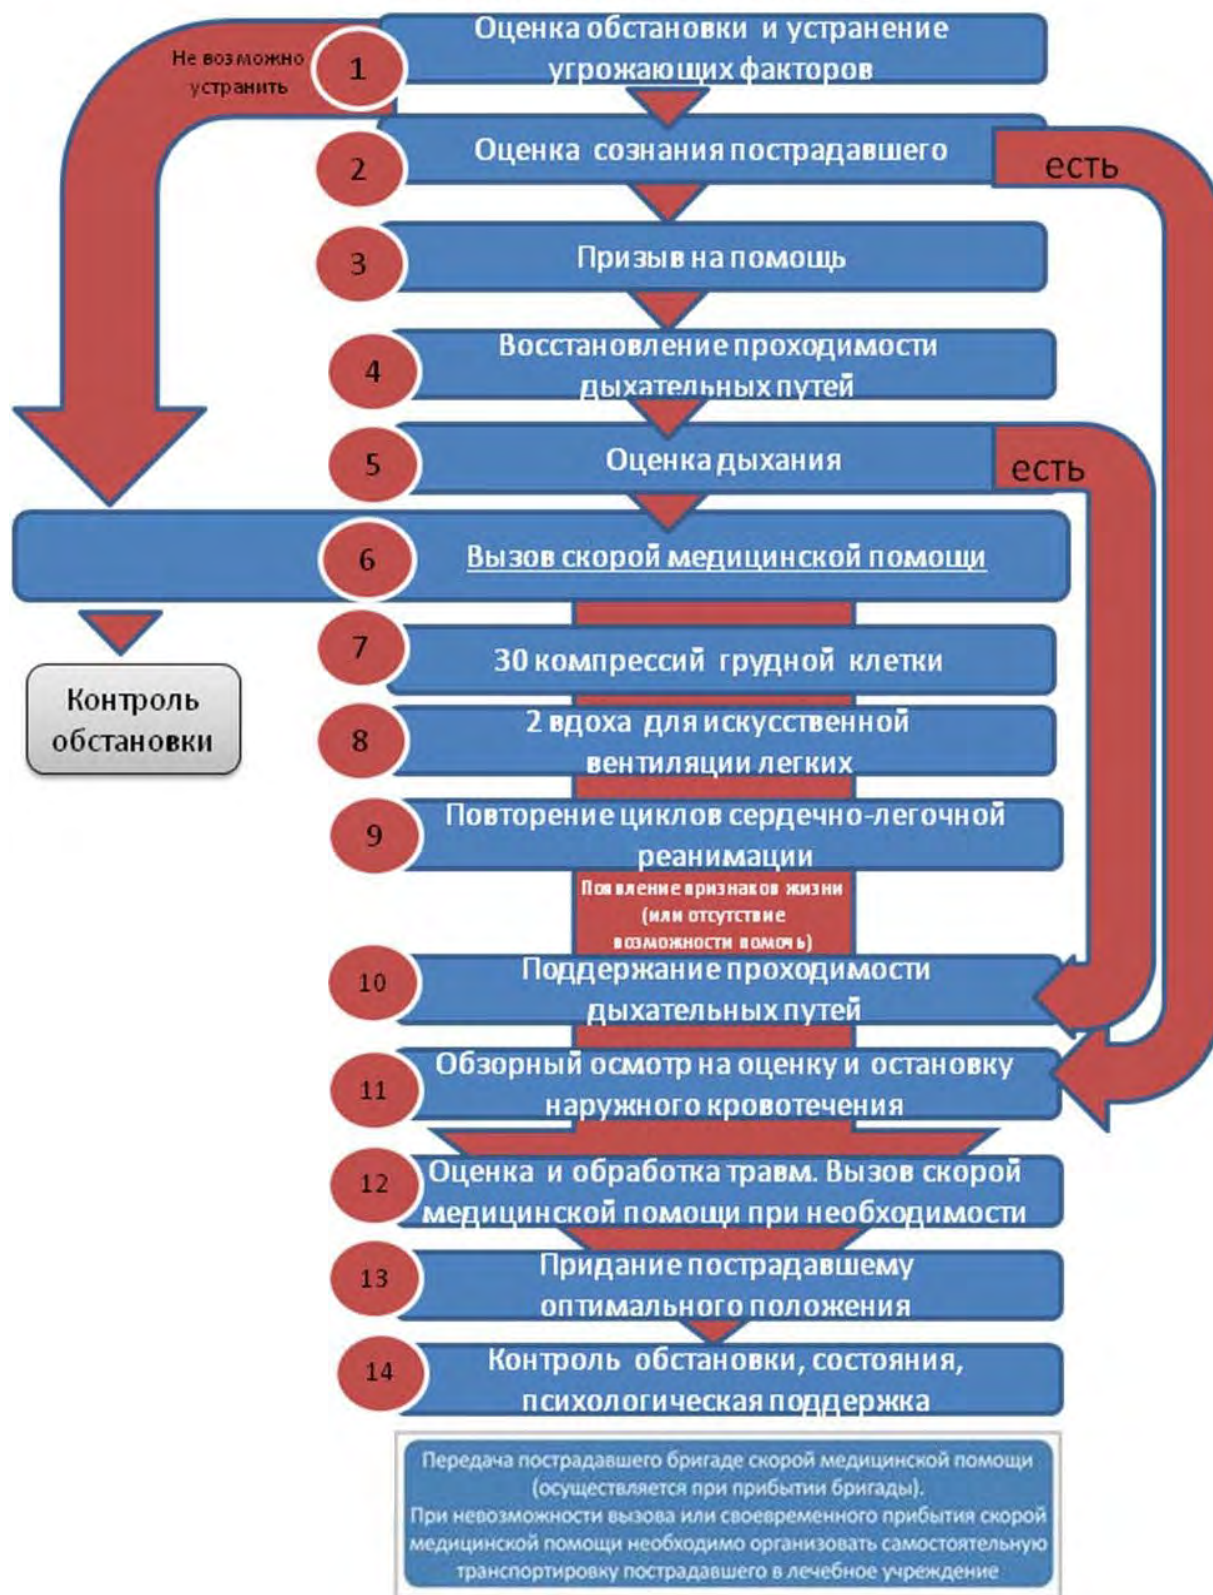 Оценка обстановки и устранение
угрожающих факторов
Не возможно
устранить
1
Оценка сознания пострадавшего
2
есть
Призыв на помощь
3
Восстановление проходимости
дыхательных путей
4
Оценка дыхания
5
есть
6
Вызов скорой медицинской помощи
7
30 компрессий грудной клетки
Контроль
обстановки
8
2 вдоха для искусственной
вентиляции легких
9
Повторение циклов сердечно-легочной
реанимации
Появление признаков жизни
(или отсутствие
возможности помочь)
10
Поддержание проходимости
дыхательных путей
11
Обзорный осмотр на оценку и остановку
наружного кровотечения
12
Оценка и обработка травм. Вызов скорой
медицинской помощи при необходимости
13
Придание пострадавшему
оптимального положения
14
Контроль обстановки, состояния,
психологическая поддержка
Передача пострадавшего бригаде скорой медицинской помощи
(осуществляется при прибытии бригады).
При невозможности вызова или своевременного прибытия скорой
медицинской помощи необходимо организовать самостоятельную
транспортировку пострадавшего в лечебное учреждение